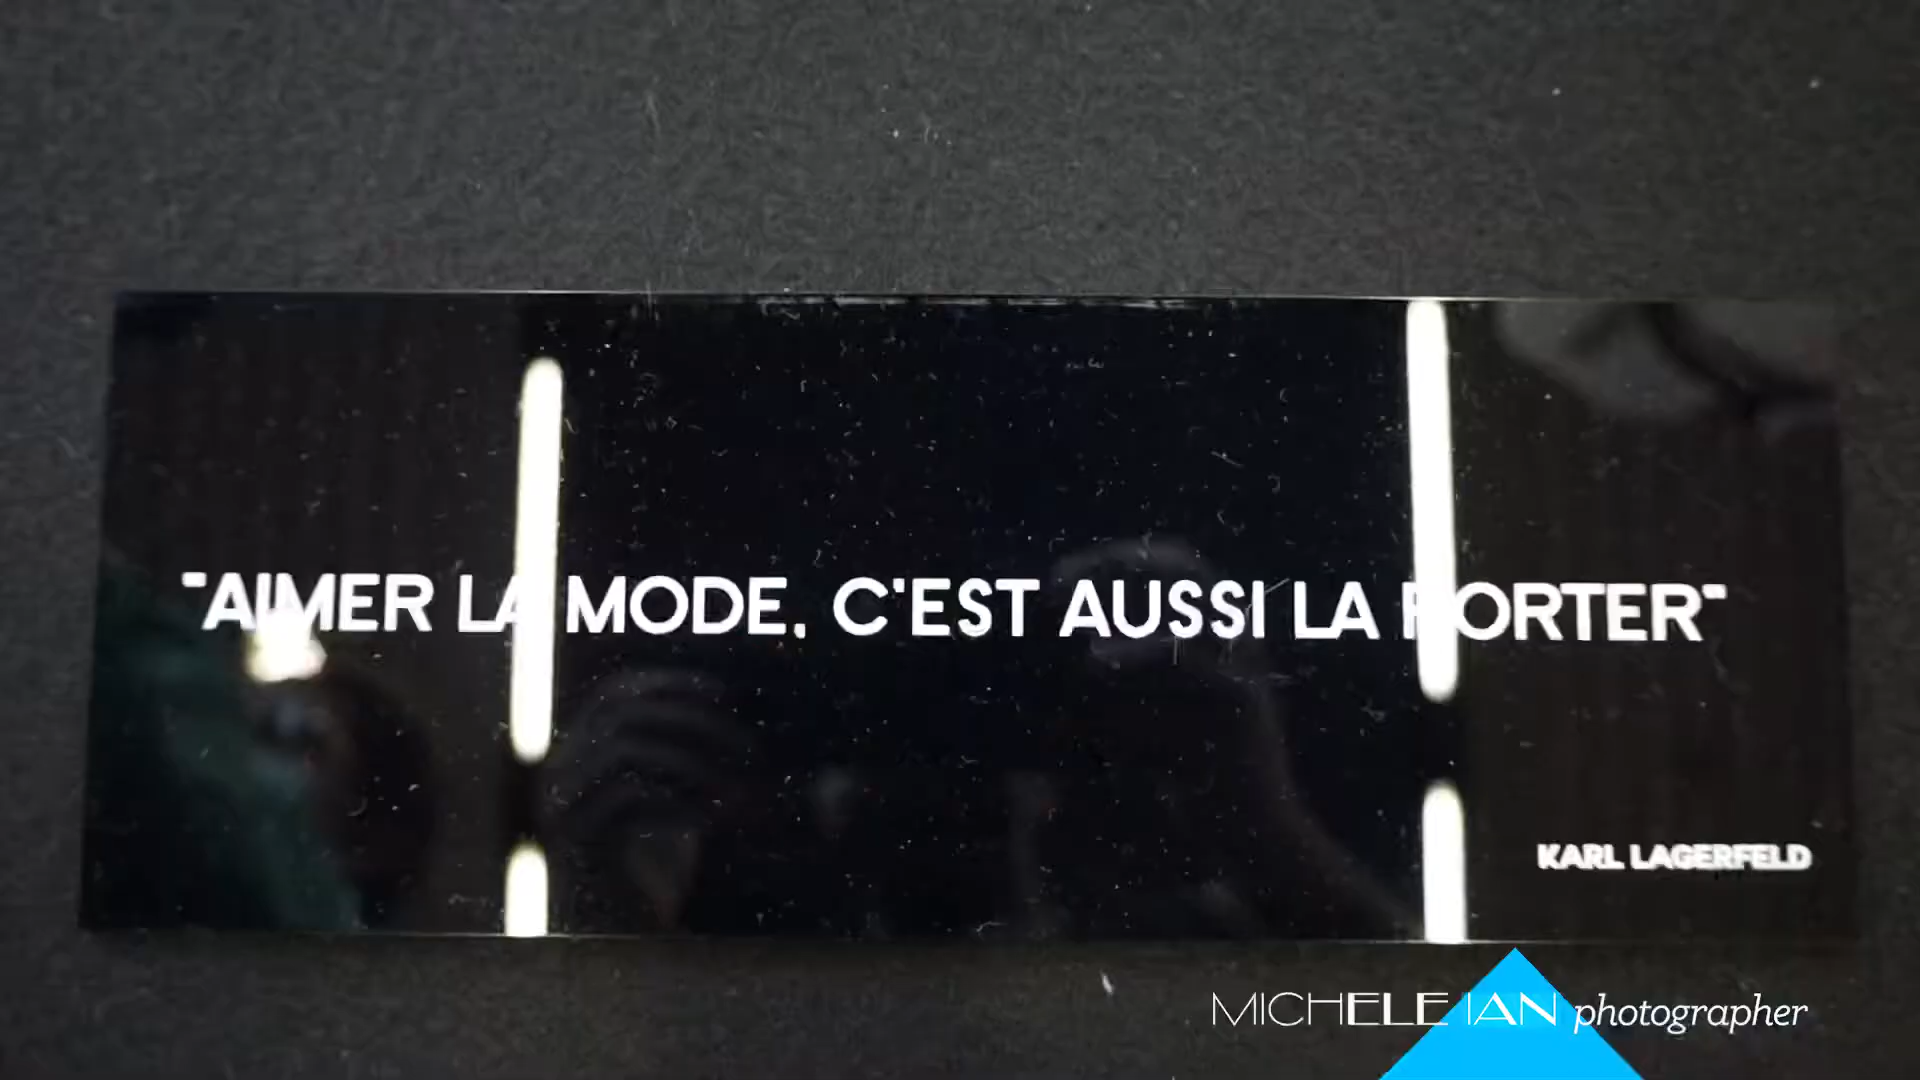 "AIMER LA MODE, C'EST AUSSI LA PORTER"
KARL LAGERFELD
MICHELE IAN photographer